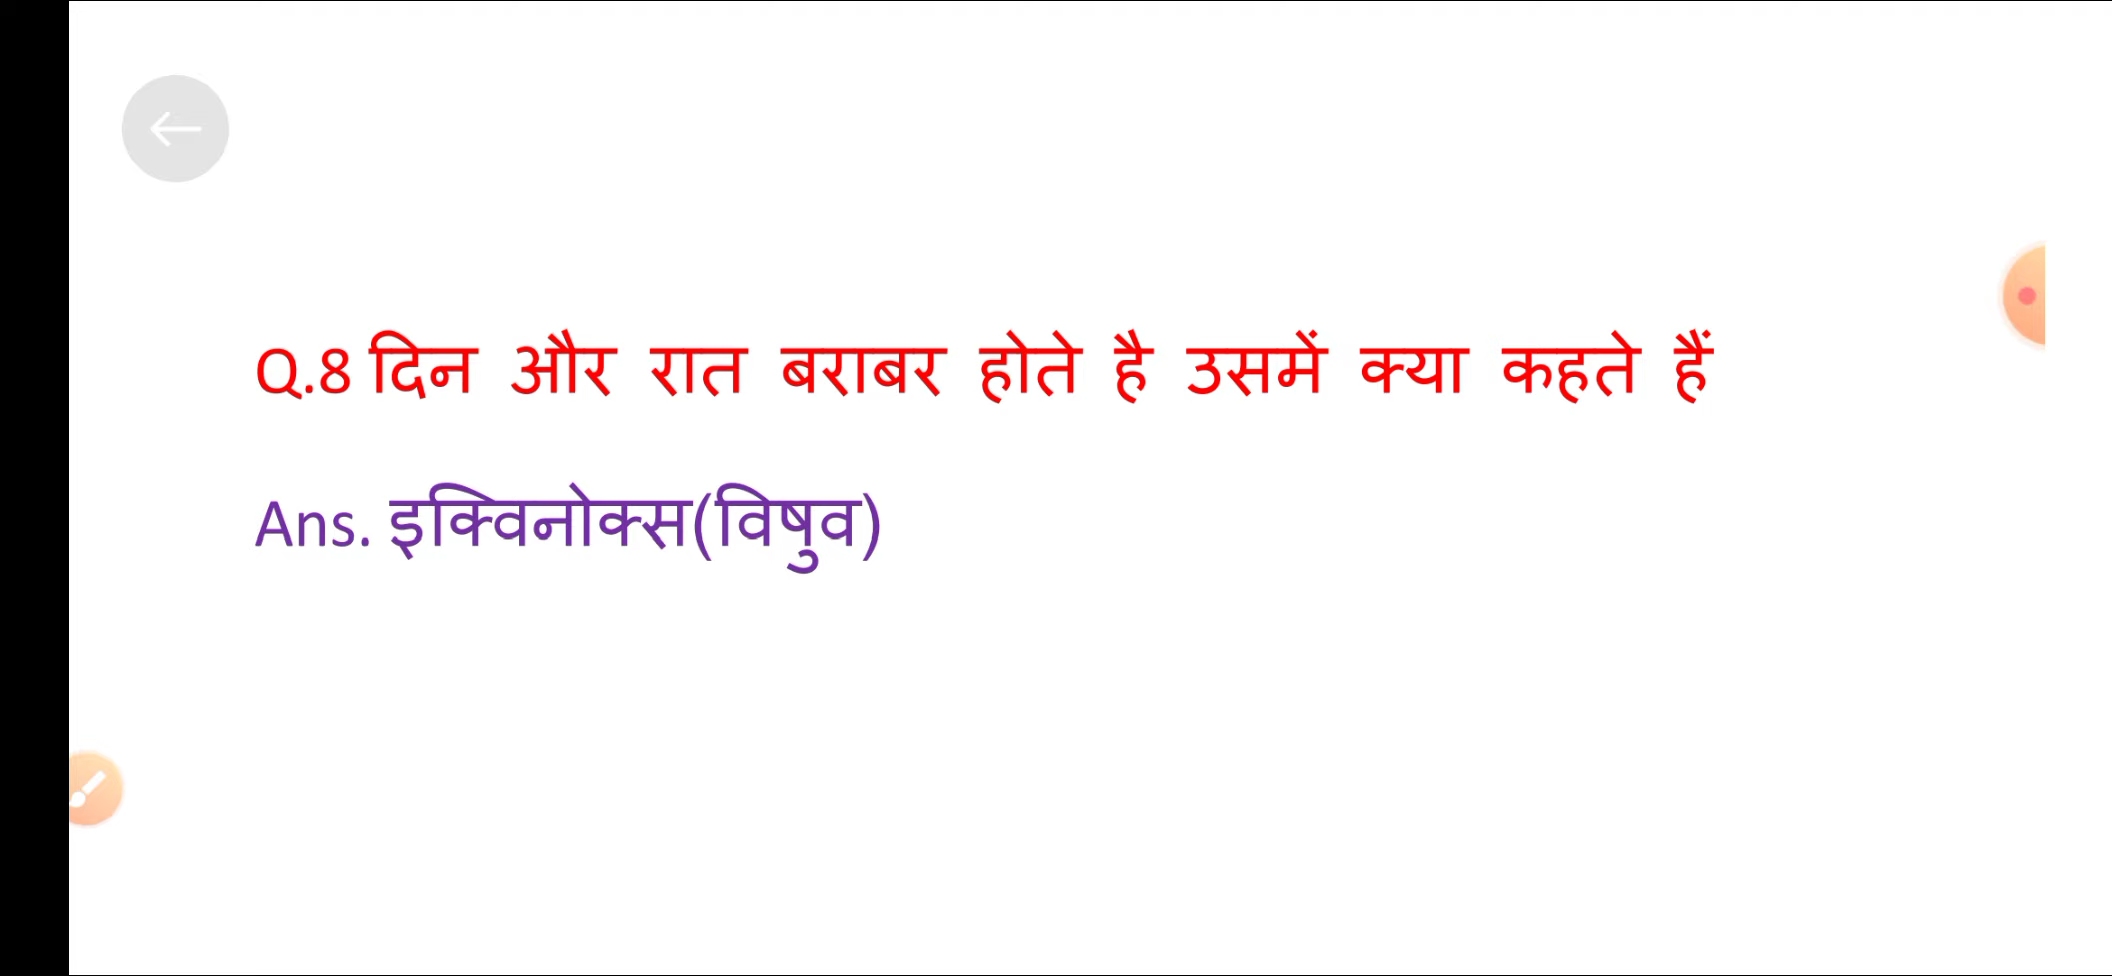 Q.8 दिन और रात बराबर होते है उसमें क्या कहते हैं
Ans. इक्विनोक्स(विषुव)